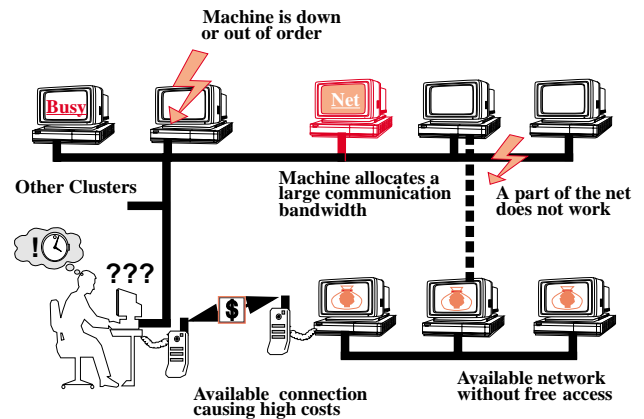 Machine is down
or out of order
Busy
Net
Other Clusters
Machine allocates a
large communication
bandwidth
A part of the net
does not work
!
???
$
Available connection
causing high costs
Available network
without free access